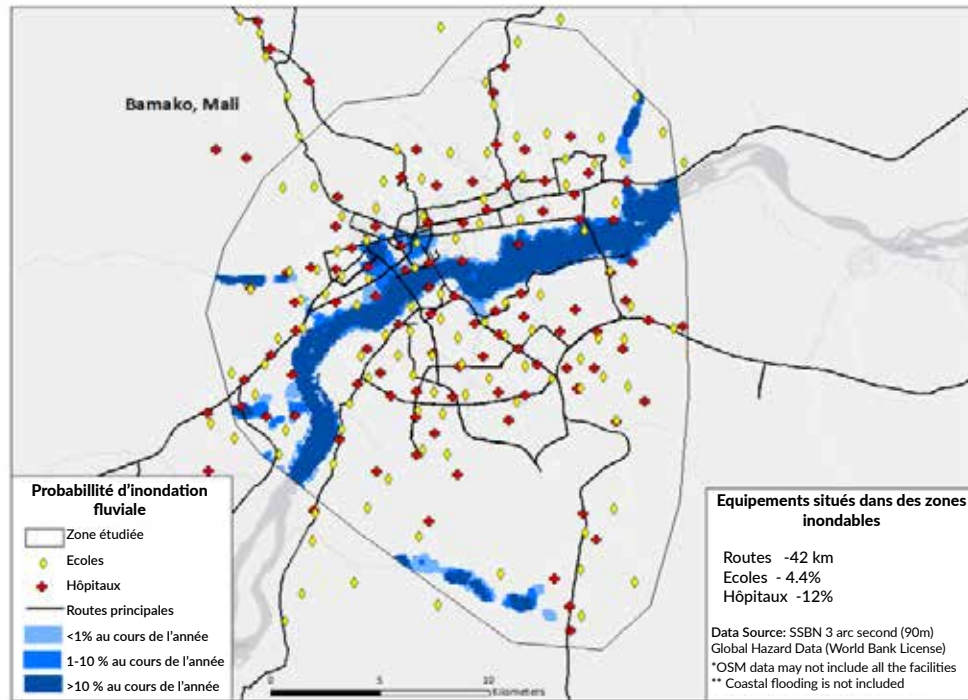 Bamako, Mali
Probabillité d'inondation
fluviale
Zone étudiée
Ecoles
Hôpitaux
Routes principales
<1% au cours de l'année
1-10 % au cours de l'année
>10 % au cours de l'année
0 5 10
Kilometers
Equipements situés dans des zones
inondables
Routes -42 km
Ecoles - 4.4%
Hôpitaux -12%
Data Source: SSBN 3 arc second (90m)
Global Hazard Data (World Bank License)
*OSM data may not include all the facilities
** Coastal flooding is not included